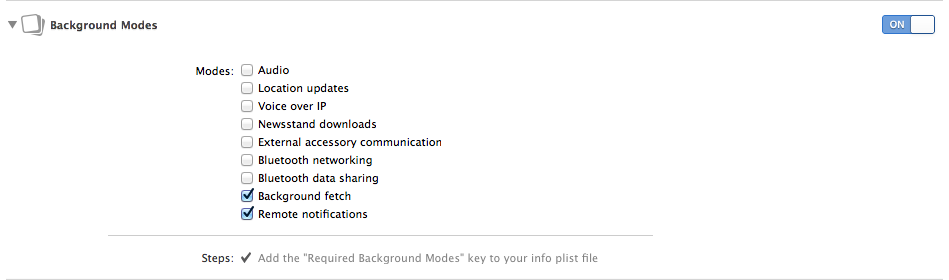 Background Modes ON
Modes: Audio
Location updates
Voice over IP
Newsstand downloads
External accessory communication
Bluetooth networking
Bluetooth data sharing
Background fetch
Remote notifications
Steps: Add the "Required Background Modes" key to your info plist file